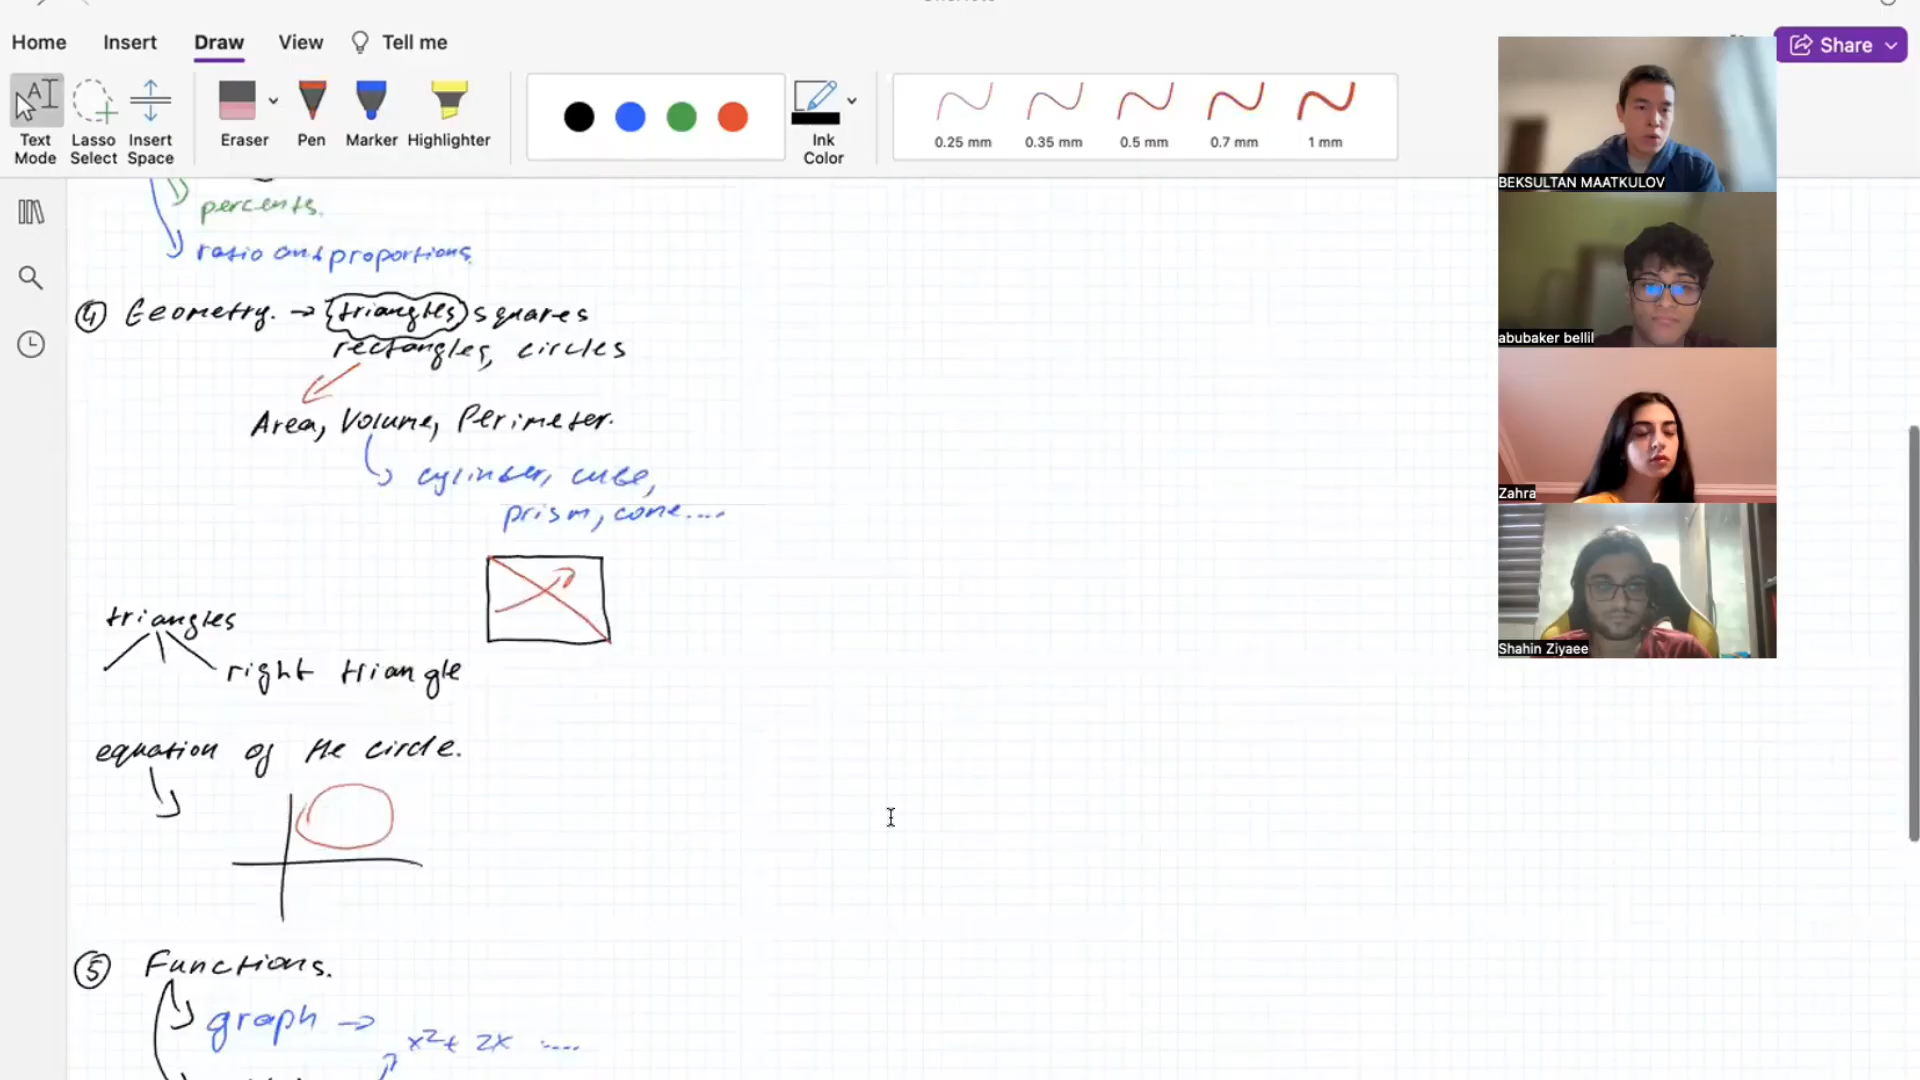 Home Insert Draw View Tell me
Share
Text Mode
Lasso Select
Insert Space
Eraser
Pen
Marker
Highlighter
Ink Color
0.25 mm
0.35 mm
0.5 mm
0.7 mm
1 mm
BEKSULTAN MAATKULOV
abubaker bellil
Zahra
Shahin Ziyaee
percents.
ratio and proportions
④ Geometry. → triangles squares
rectangles, circles
Area, Volume, Perimeter.
cylinder, cube,
prism, cone....
triangles
right triangle
equation of the circle.
⑤ Functions.
graph →
x²+ 2x .....